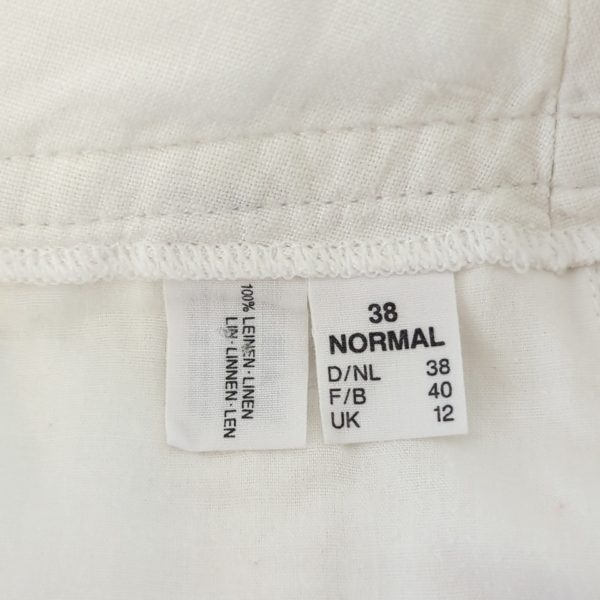 100% LEINEN·LINEN
LIN·LINNEN·LEN
38
NORMAL
D/NL 38
F/B 40
UK 12